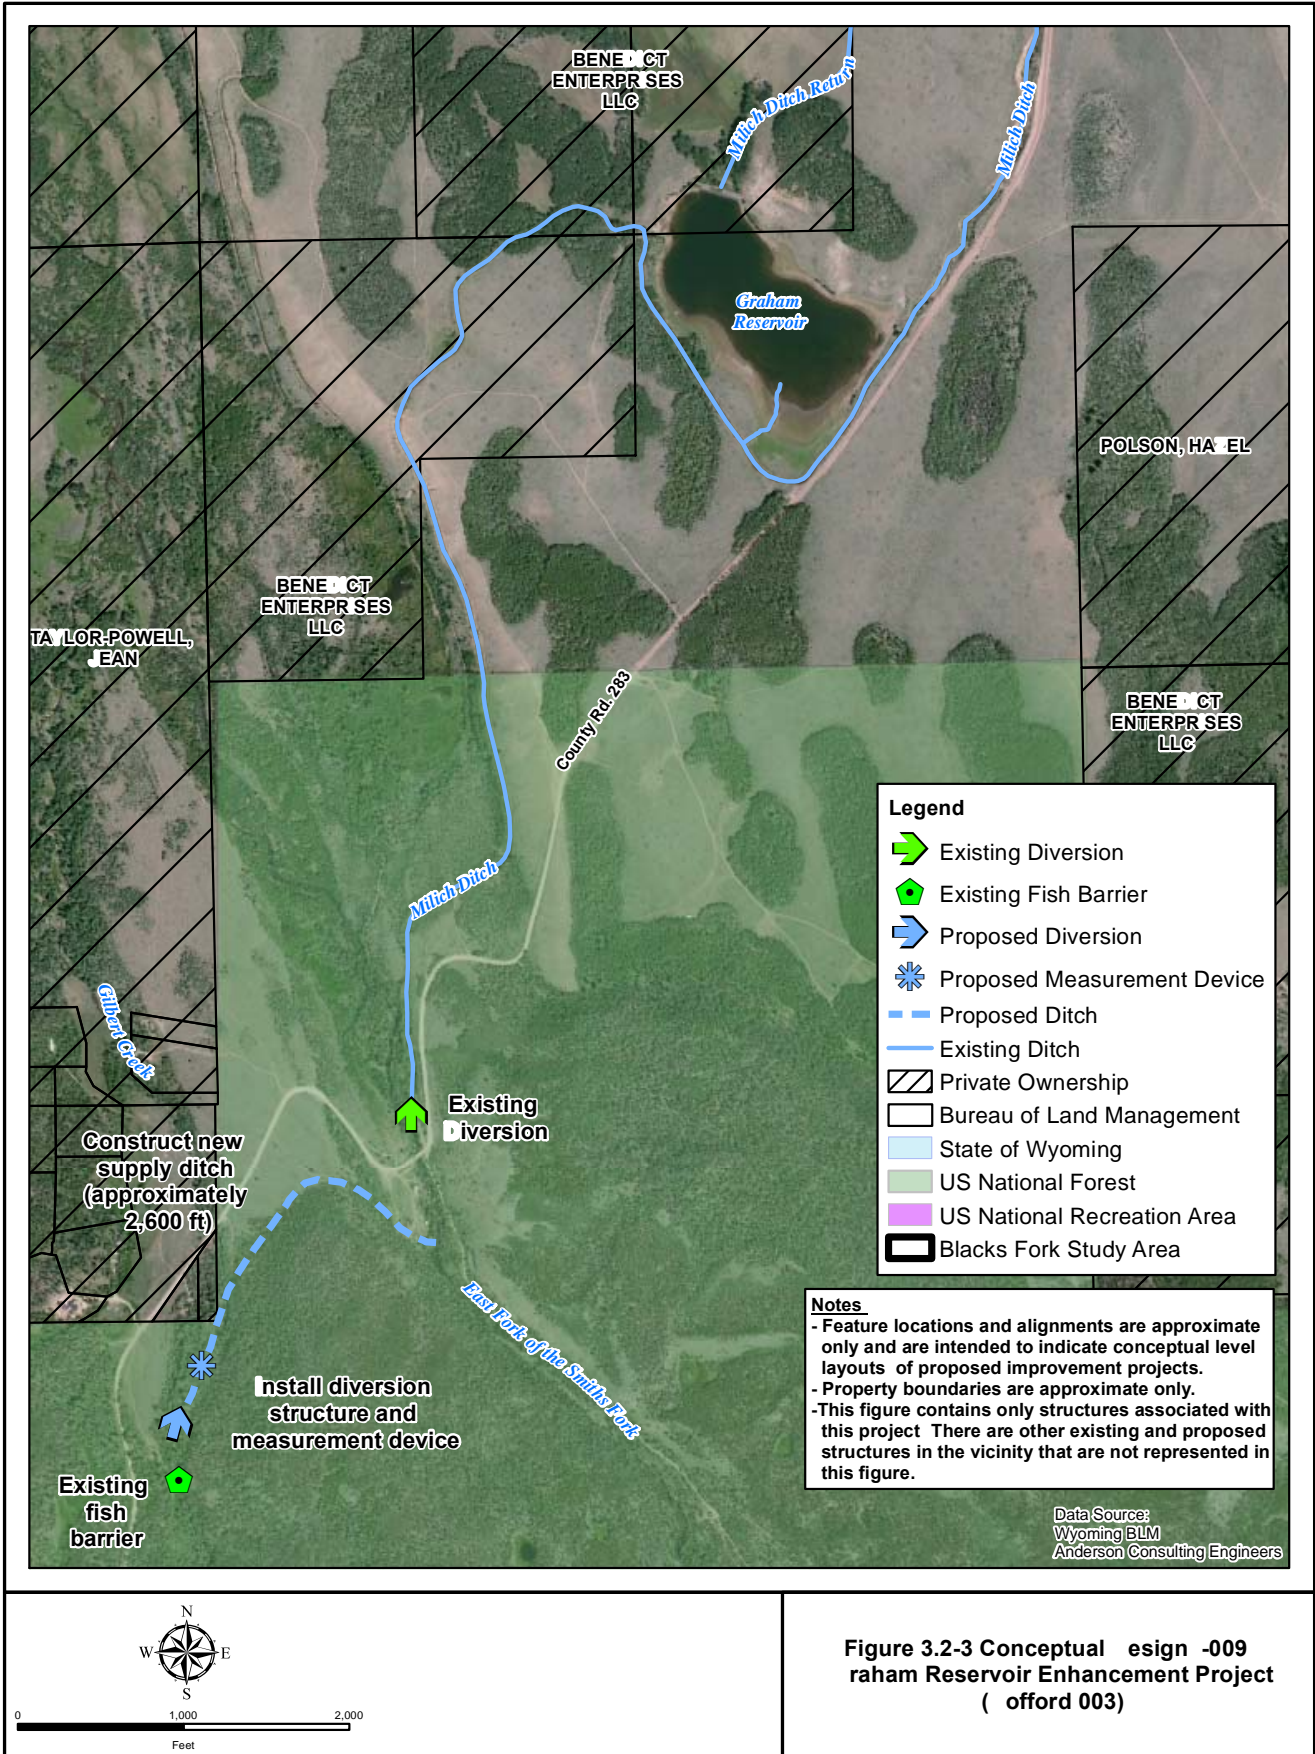 BENE CT
ENTERPR SES
LLC
Milich Ditch Return
Milich Ditch
Graham
Reservoir
POLSON, HA EL
BENE CT
ENTERPR SES
LLC
TAYLOR-POWELL,
JEAN
County Rd. 283
BENE CT
ENTERPR SES
LLC
Milich Ditch
Gilbert Creek
Existing
Diversion
Construct new
supply ditch
(approximately
2,600 ft)
East Fork of the Smiths Fork
Install diversion
structure and
measurement device
Existing
fish
barrier
Legend
Existing Diversion
Existing Fish Barrier
Proposed Diversion
Proposed Measurement Device
Proposed Ditch
Existing Ditch
Private Ownership
Bureau of Land Management
State of Wyoming
US National Forest
US National Recreation Area
Blacks Fork Study Area
Notes
- Feature locations and alignments are approximate
only and are intended to indicate conceptual level
layouts of proposed improvement projects.
- Property boundaries are approximate only.
-This figure contains only structures associated with
this project There are other existing and proposed
structures in the vicinity that are not represented in
this figure.
Data Source:
Wyoming BLM
Anderson Consulting Engineers
N
W E
S
0 1,000 2,000
Feet
Figure 3.2-3 Conceptual esign -009
raham Reservoir Enhancement Project
( offord 003)